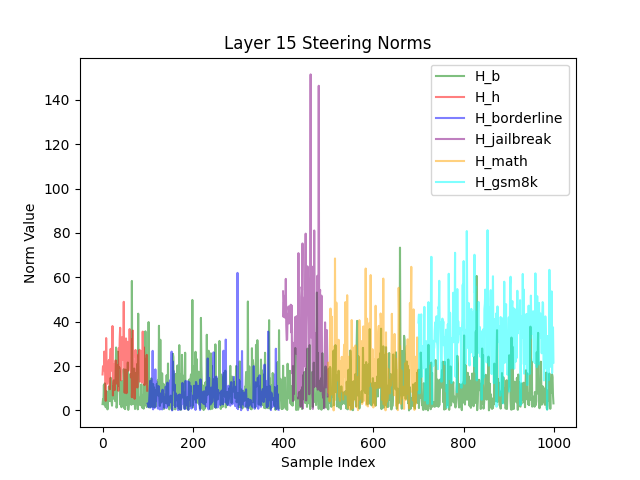 Layer 15 Steering Norms
Norm Value
140
120
100
80
60
40
20
0
H_b
H_h
H_borderline
H_jailbreak
H_math
H_gsm8k
0 200 400 600 800 1000
Sample Index